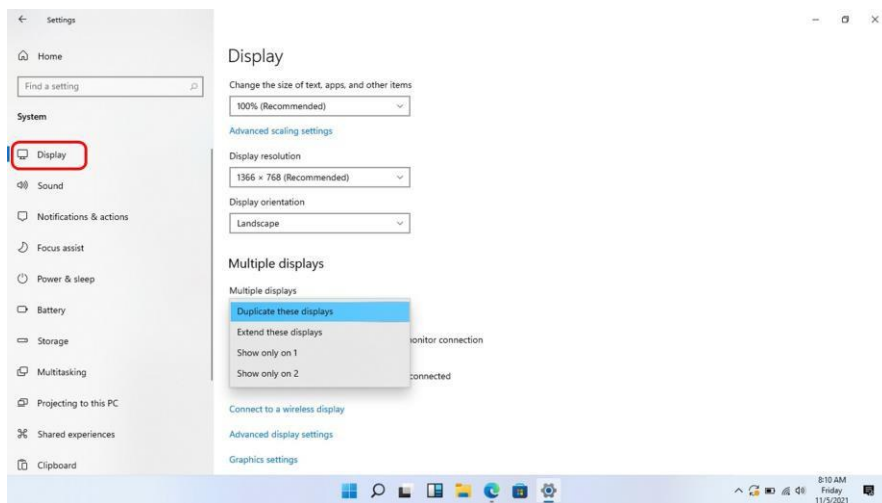 Settings
Home
Find a setting
System
Display
Sound
Notifications & actions
Focus assist
Power & sleep
Battery
Storage
Multitasking
Projecting to this PC
Shared experiences
Clipboard
Display
Change the size of text, apps, and other items
100% (Recommended)
Advanced scaling settings
Display resolution
1366 × 768 (Recommended)
Display orientation
Landscape
Multiple displays
Multiple displays
Duplicate these displays
Extend these displays
onitor connection
Show only on 1
Show only on 2
connected
Connect to a wireless display
Advanced display settings
Graphics settings
8:10 AM
Friday
11/5/2021